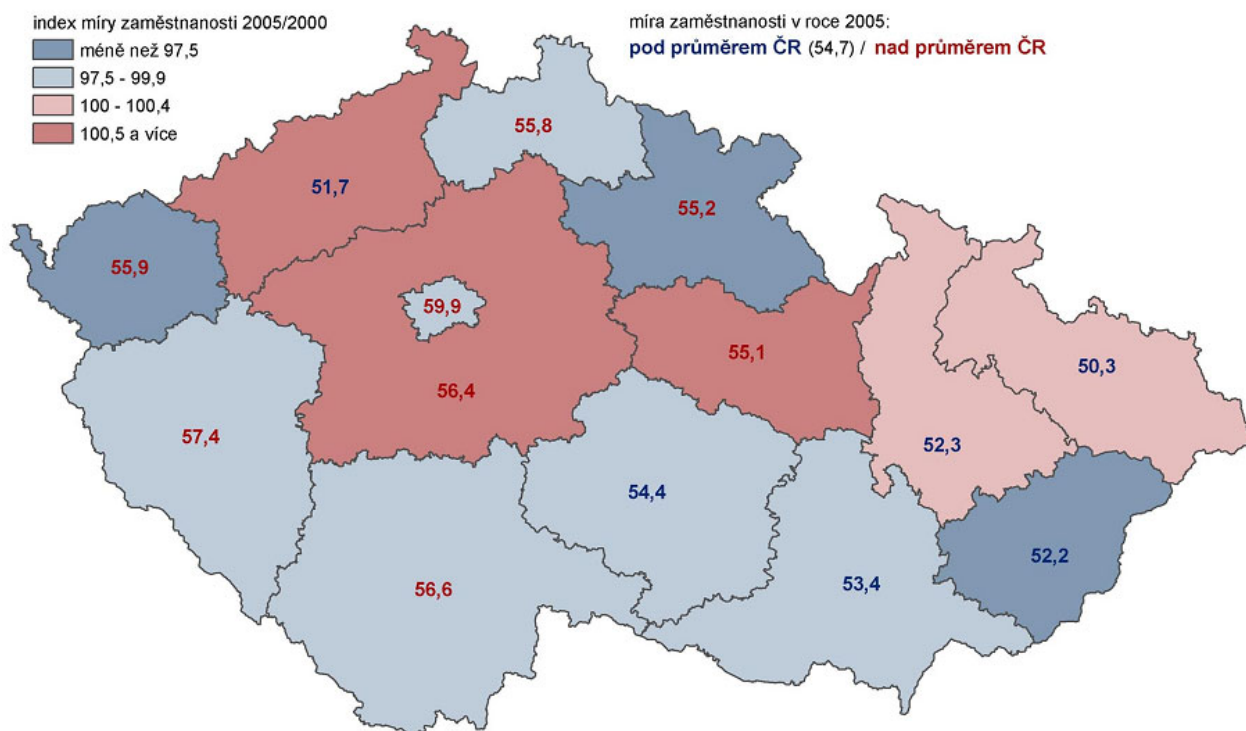 index míry zaměstnanosti 2005/2000
méně než 97,5
97,5 - 99,9
100 - 100,4
100,5 a více
míra zaměstnanosti v roce 2005:
pod průměrem ČR (54,7) / nad průměrem ČR
55,8
51,7
55,2
55,9
59,9
55,1
50,3
56,4
57,4
52,3
54,4
52,2
56,6
53,4